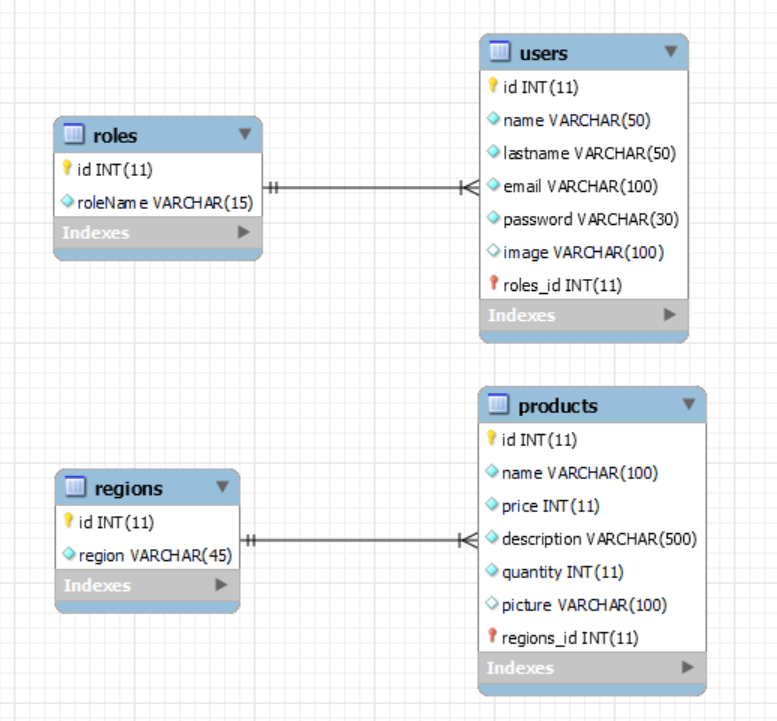 roles
id INT(11)
roleName VARCHAR(15)
Indexes
users
id INT(11)
name VARCHAR(50)
lastname VARCHAR(50)
email VARCHAR(100)
password VARCHAR(30)
image VARCHAR(100)
roles_id INT(11)
Indexes
regions
id INT(11)
region VARCHAR(45)
Indexes
products
id INT(11)
name VARCHAR(100)
price INT(11)
description VARCHAR(500)
quantity INT(11)
picture VARCHAR(100)
regions_id INT(11)
Indexes